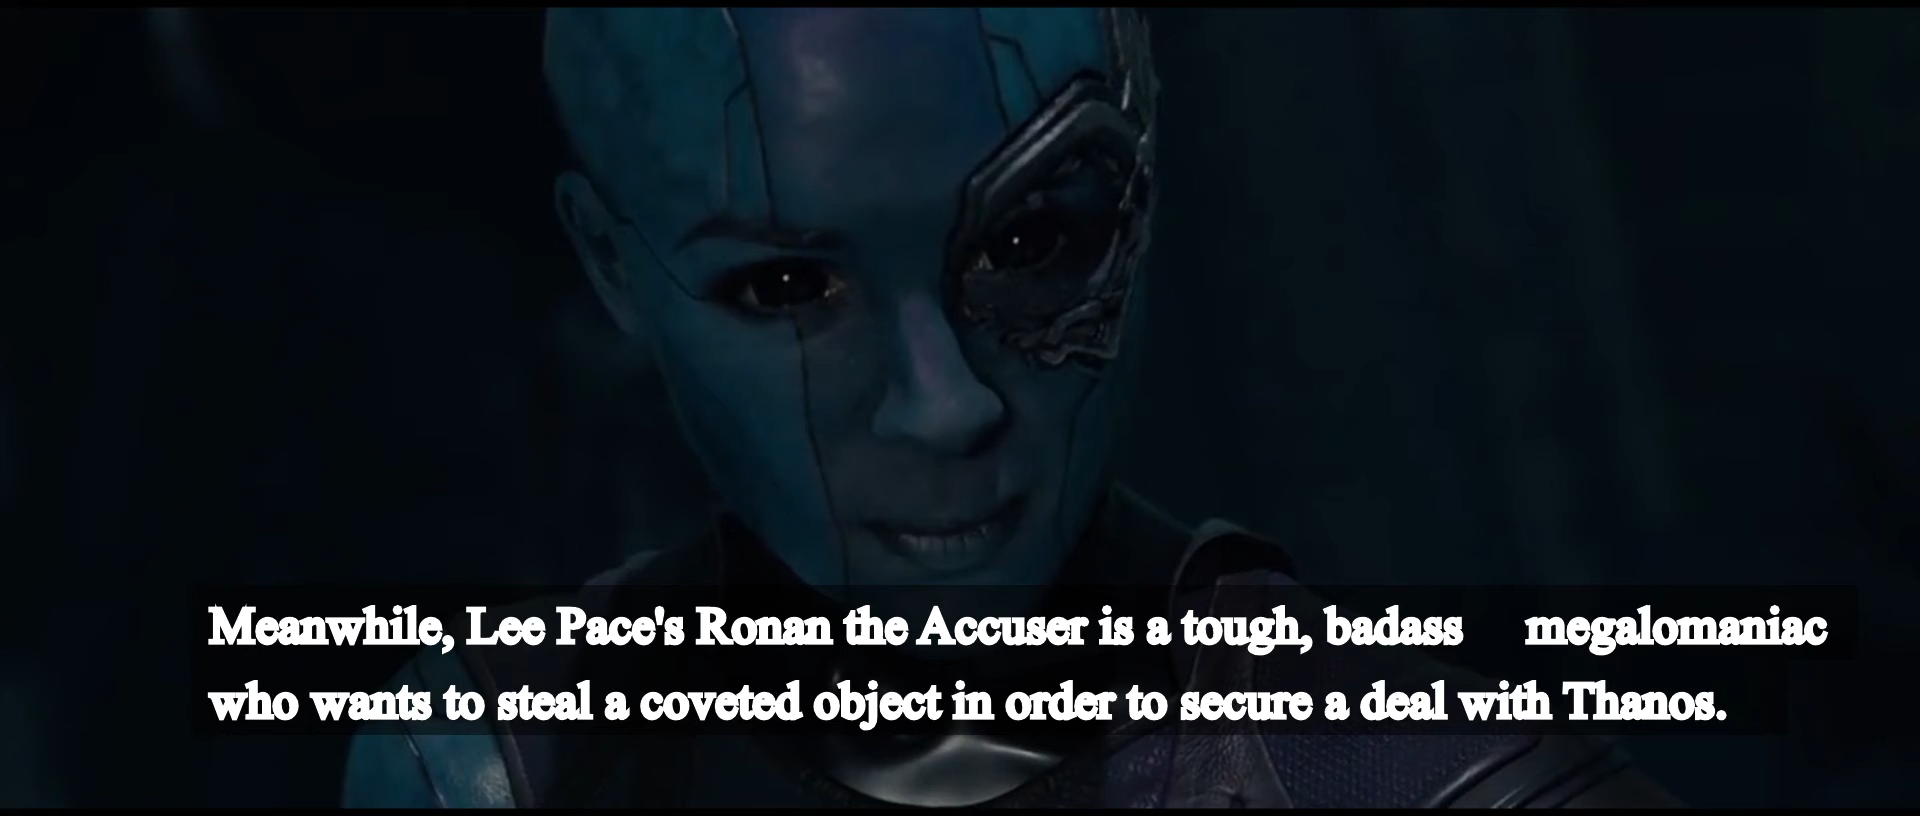 Meanwhile, Lee Pace's Ronan the Accuser is a tough, badass megalomaniac
who wants to steal a coveted object in order to secure a deal with Thanos.